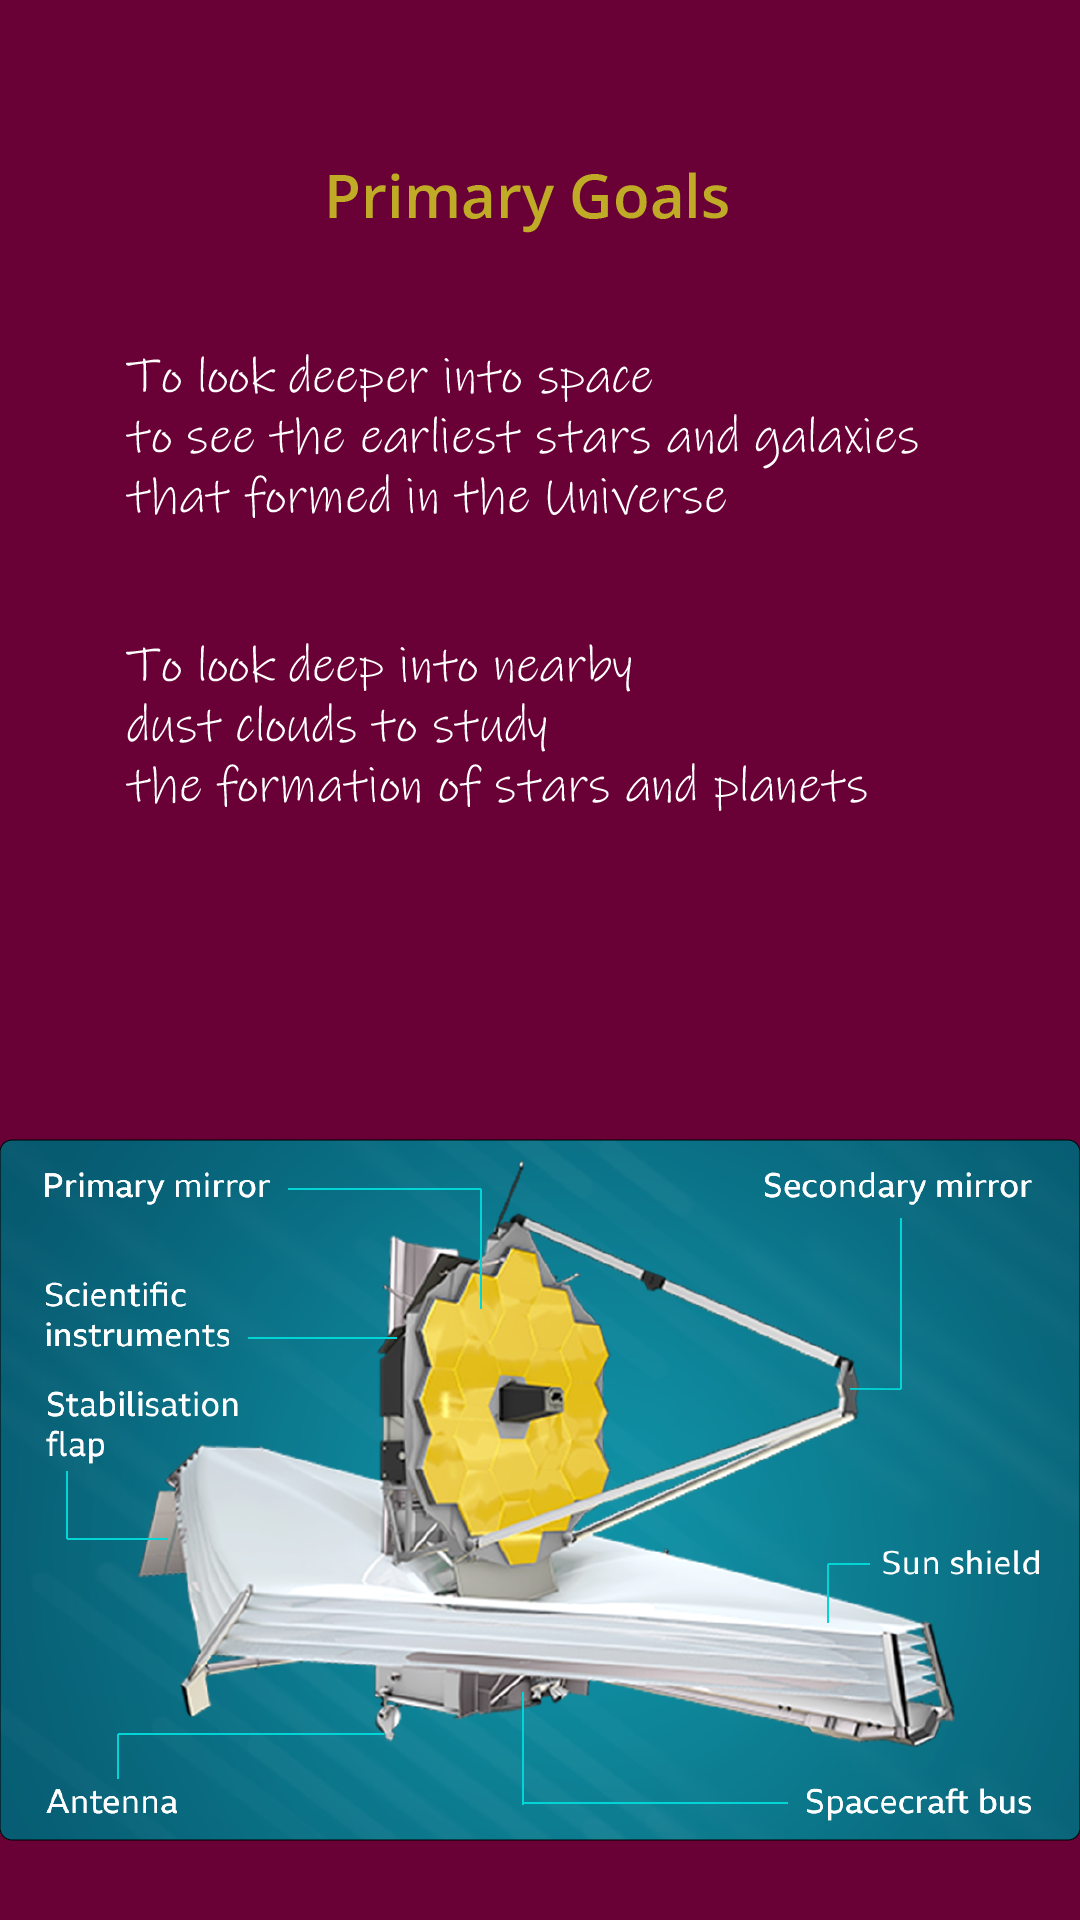 Primary Goals
To look deeper into space
to see the earliest stars and galaxies
that formed in the Universe
To look deep into nearby
dust clouds to study
the formation of stars and planets
Primary mirror
Secondary mirror
Scientific
instruments
Stabilisation
flap
Sun shield
Antenna
Spacecraft bus